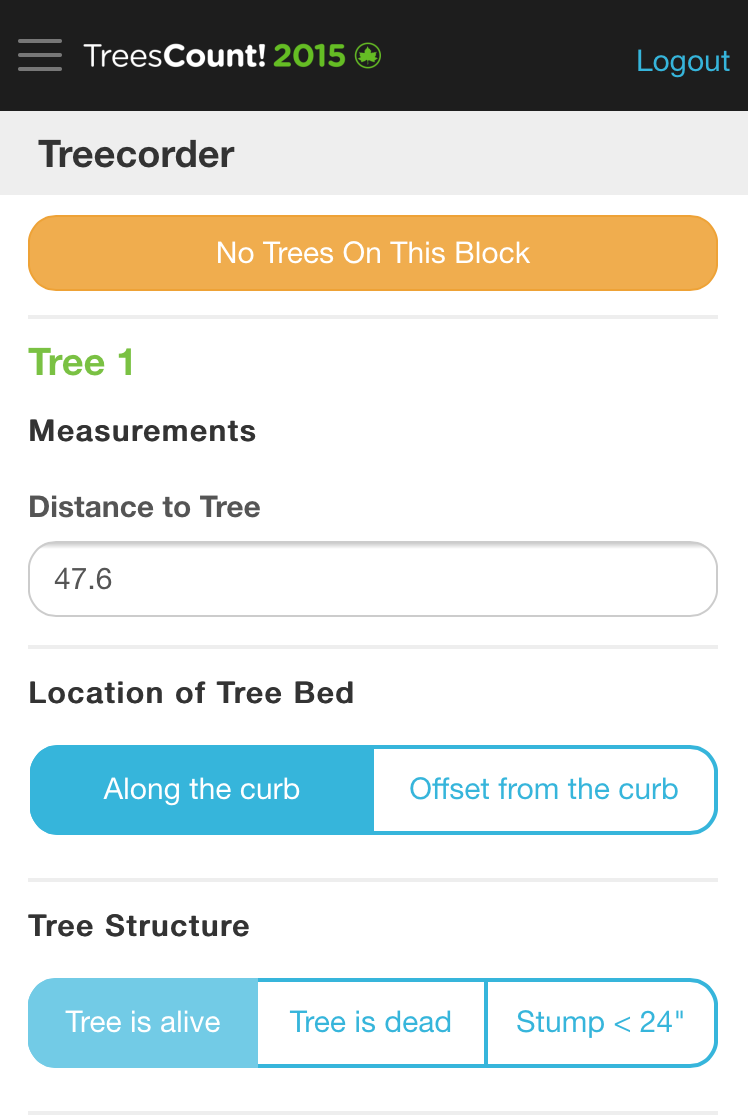 TreesCount! 2015
Logout
Treecorder
No Trees On This Block
Tree 1
Measurements
Distance to Tree
47.6
Location of Tree Bed
Along the curb
Offset from the curb
Tree Structure
Tree is alive
Tree is dead
Stump < 24"